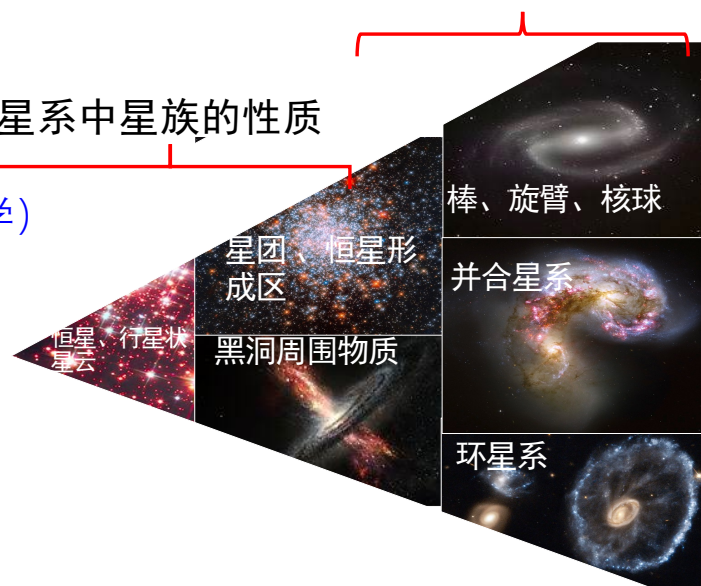 星系中星族的性质
学)
棒、旋臂、核球
星团、恒星形
成区
并合星系
恒星、行星状
星云
黑洞周围物质
环星系